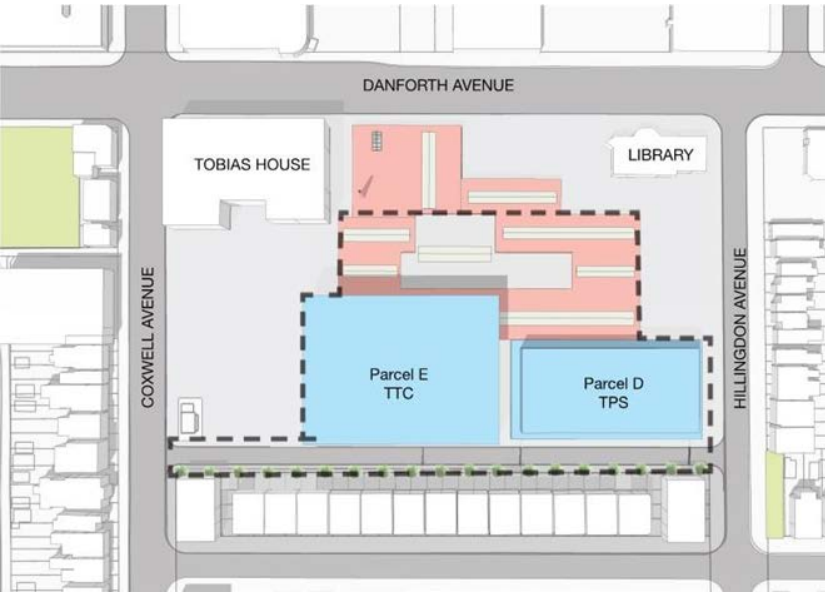 DANFORTH AVENUE
TOBIAS HOUSE
LIBRARY
COXWELL AVENUE
HILLINGDON AVENUE
Parcel E
TTC
Parcel D
TPS